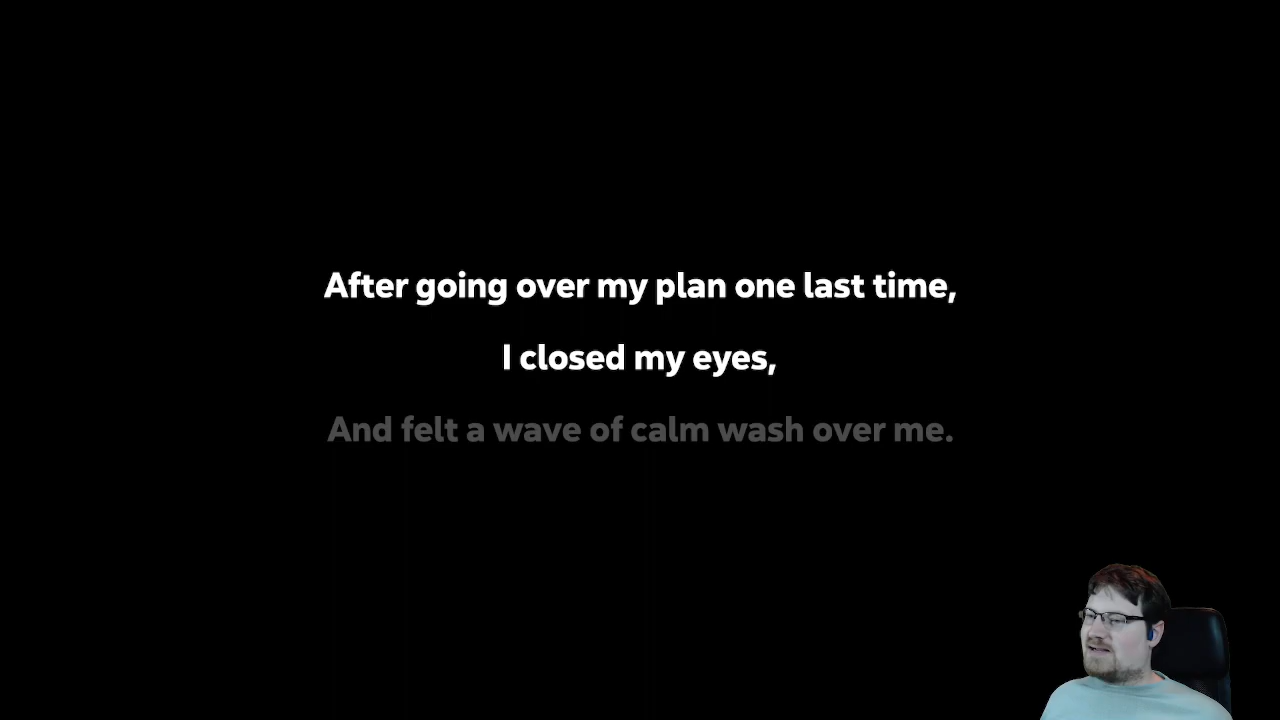 After going over my plan one last time,
I closed my eyes,
And felt a wave of calm wash over me.